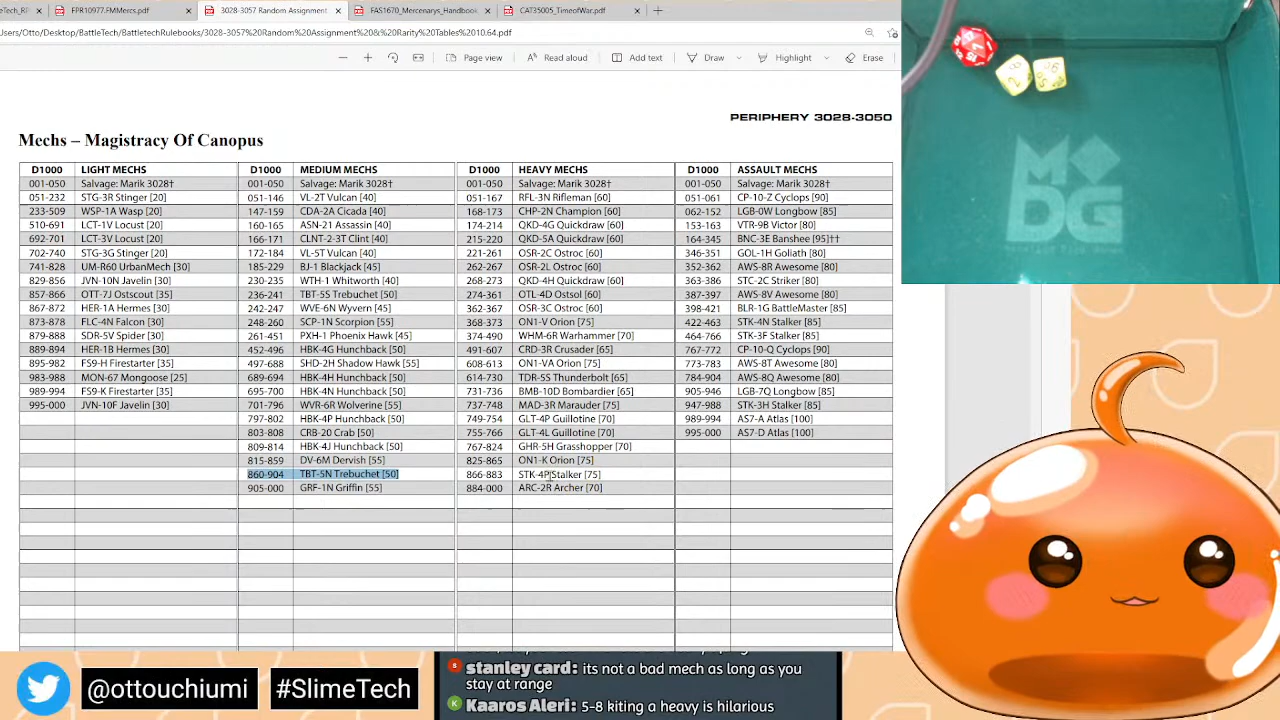 eTech_RP
FPR10977.FMMercs.pdf
3028-3057 Random Assignment
FAS1670_Mercenarys_Handbook
CAT35005_TimeofWar.pdf
Users/Otto/Desktop/BattleTech/BattletechRulebooks/3028-3057%20Random%20Assignment%20&%20Rarity%20Tables%2010.64.pdf
Page view
Read aloud
Add text
Draw
Highlight
Erase
PERIPHERY 3028-3050
Mechs – Magistracy Of Canopus
D1000 LIGHT MECHS D1000 MEDIUM MECHS D1000 HEAVY MECHS D1000 ASSAULT MECHS
001-050 Salvage: Marik 3028† 001-050 Salvage: Marik 3028† 001-050 Salvage: Marik 3028† 001-050 Salvage: Marik 3028†
051-232 STG-3R Stinger [20] 051-146 VL-2T Vulcan [40] 051-167 RFL-3N Rifleman [60] 051-061 CP-10-Z Cyclops [90]
233-509 WSP-1A Wasp [20] 147-159 CDA-2A Cicada [40] 168-173 CHP-2N Champion [60] 062-152 LGB-0W Longbow [85]
510-691 LCT-1V Locust [20] 160-165 ASN-21 Assassin [40] 174-214 QKD-4G Quickdraw [60] 153-163 VTR-9B Victor [80]
692-701 LCT-3V Locust [20] 166-171 CLNT-2-3T Clint [40] 215-220 QKD-5A Quickdraw [60] 164-345 BNC-3E Banshee [95]††
702-740 STG-3G Stinger [20] 172-184 VL-5T Vulcan [40] 221-261 OSR-2C Ostroc [60] 346-351 GOL-1H Goliath [80]
741-828 UM-R60 UrbanMech [30] 185-229 BJ-1 Blackjack [45] 262-267 OSR-2L Ostroc [60] 352-362 AWS-8R Awesome [80]
829-856 JVN-10N Javelin [30] 230-235 WTH-1 Whitworth [40] 268-273 QKD-4H Quickdraw [60] 363-386 STC-2C Striker [80]
857-866 OTT-7J Ostscout [35] 236-241 TBT-5S Trebuchet [50] 274-361 OTL-4D Ostsol [60] 387-397 AWS-8V Awesome [80]
867-872 HER-1A Hermes [30] 242-247 WVE-6N Wyvern [45] 362-367 OSR-3C Ostroc [60] 398-421 BLR-1G BattleMaster [85]
873-878 FLC-4N Falcon [30] 248-260 SCP-1N Scorpion [55] 368-373 ON1-V Orion [75] 422-463 STK-4N Stalker [85]
879-888 SDR-5V Spider [30] 261-451 PXH-1 Phoenix Hawk [45] 374-490 WHM-6R Warhammer [70] 464-766 STK-3F Stalker [85]
889-894 HER-1B Hermes [30] 452-496 HBK-4G Hunchback [50] 491-607 CRD-3R Crusader [65] 767-772 CP-10-Q Cyclops [90]
895-982 FS9-H Firestarter [35] 497-688 SHD-2H Shadow Hawk [55] 608-613 ON1-VA Orion [75] 773-783 AWS-8T Awesome [80]
983-988 MON-67 Mongoose [25] 689-694 HBK-4H Hunchback [50] 614-730 TDR-5S Thunderbolt [65] 784-904 AWS-8Q Awesome [80]
989-994 FS9-K Firestarter [35] 695-700 HBK-4N Hunchback [50] 731-736 BMB-10D Bombardier [65] 905-946 LGB-7Q Longbow [85]
995-000 JVN-10F Javelin [30] 701-796 WVR-6R Wolverine [55] 737-748 MAD-3R Marauder [75] 947-988 STK-3H Stalker [85]
797-802 HBK-4P Hunchback [50] 749-754 GLT-4P Guillotine [70] 989-994 AS7-A Atlas [100]
803-808 CRB-20 Crab [50] 755-766 GLT-4L Guillotine [70] 995-000 AS7-D Atlas [100]
809-814 HBK-4J Hunchback [50] 767-824 GHR-5H Grasshopper [70]
815-859 DV-6M Dervish [55] 825-865 ON1-K Orion [75]
860-904 TBT-5N Trebuchet [50] 866-883 STK-4P Stalker [75]
905-000 GRF-1N Griffin [55] 884-000 ARC-2R Archer [70]
M DG
@ottouchiumi
#SlimeTech
stanley card: its not a bad mech as long as you
stay at range
Kaaros Aleri: 5-8 kiting a heavy is hilarious